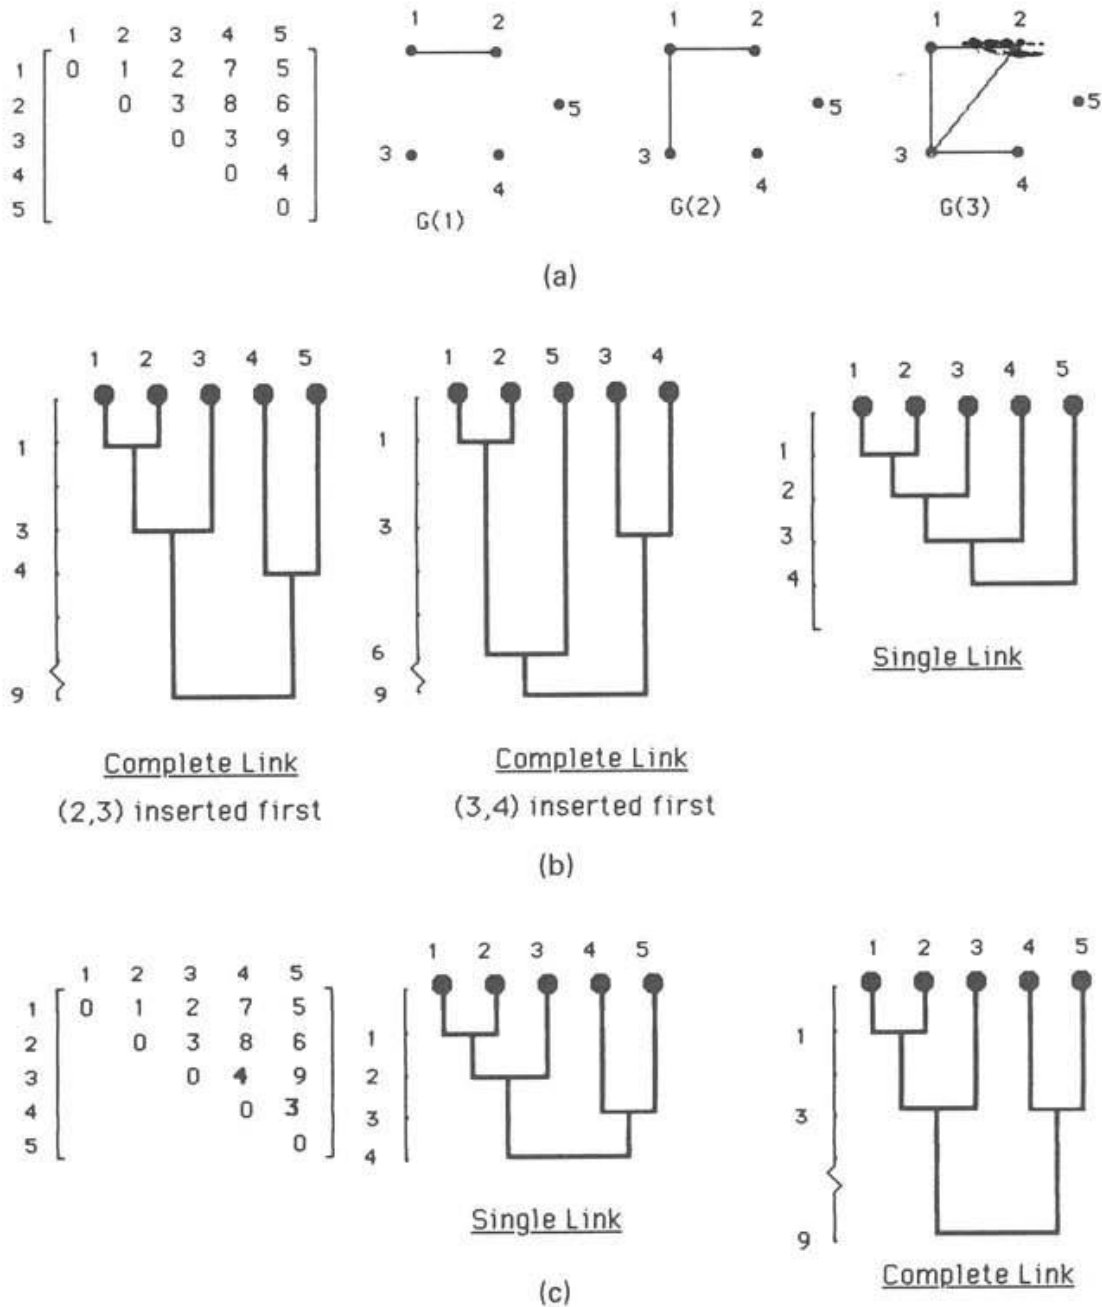 1 2 3 4 5
1 0 1 2 7 5
2 0 3 8 6
3 0 3 9
4 0 4
5 0
1 2
5
3
4
G(1)
1 2
5
3
4
G(2)
1 2
5
3
4
G(3)
(a)
1 2 3 4 5
1
3
4
9
Complete Link
(2,3) inserted first
1 2 5 3 4
1
3
6
9
Complete Link
(3,4) inserted first
1 2 3 4 5
1
2
3
4
Single Link
(b)
1 2 3 4 5
1 0 1 2 7 5
2 0 3 8 6
3 0 4 9
4 0 3
5 0
1 2 3 4 5
1
2
3
4
Single Link
1 2 3 4 5
1
3
9
Complete Link
(c)